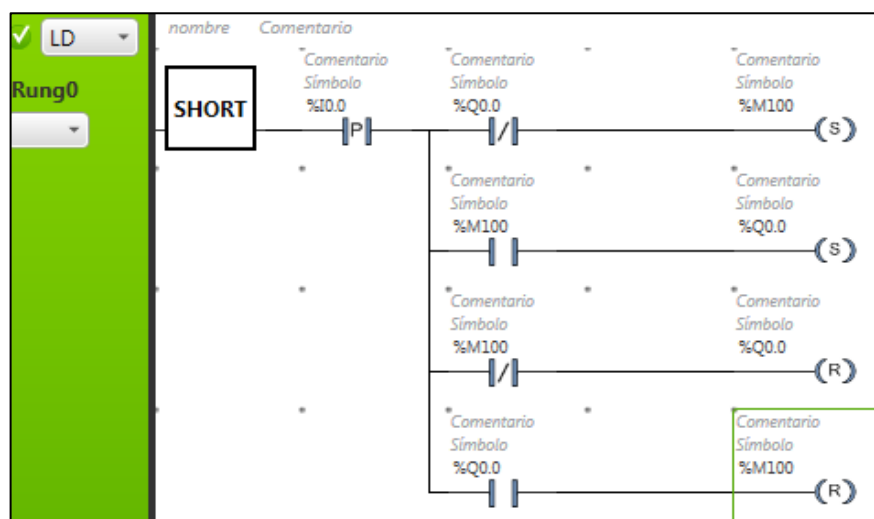 LD
nombre Comentario
Rung0
SHORT
Comentario Comentario Comentario
Símbolo Símbolo Símbolo
%I0.0 %Q0.0 %M100
P / S
Comentario Comentario
Símbolo Símbolo
%M100 %Q0.0
S
Comentario Comentario
Símbolo Símbolo
%M100 %Q0.0
/ R
Comentario Comentario
Símbolo Símbolo
%Q0.0 %M100
R